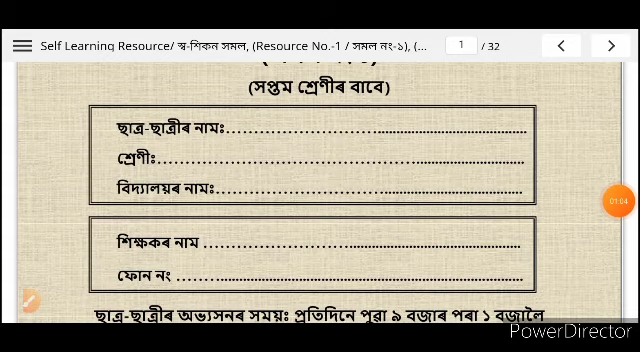 Self Learning Resource/ স্ব-শিকন সমল, (Resource No.-1 / সমল নং-১), (...
1 / 32
(সপ্তম শ্ৰেণীৰ বাবে)
ছাত্ৰ-ছাত্ৰীৰ নামঃ............................................................
শ্ৰেণীঃ............................................................
বিদ্যালয়ৰ নামঃ............................................................
01:04
শিক্ষকৰ নাম ............................................................
ফোন নং ............................................................
ছাত্ৰ-ছাত্ৰীৰ অভ্যসনৰ সময়ঃ প্ৰতিদিনে পুৱা ৯ বজাৰ পৰা ১ বজালৈ
PowerDirector